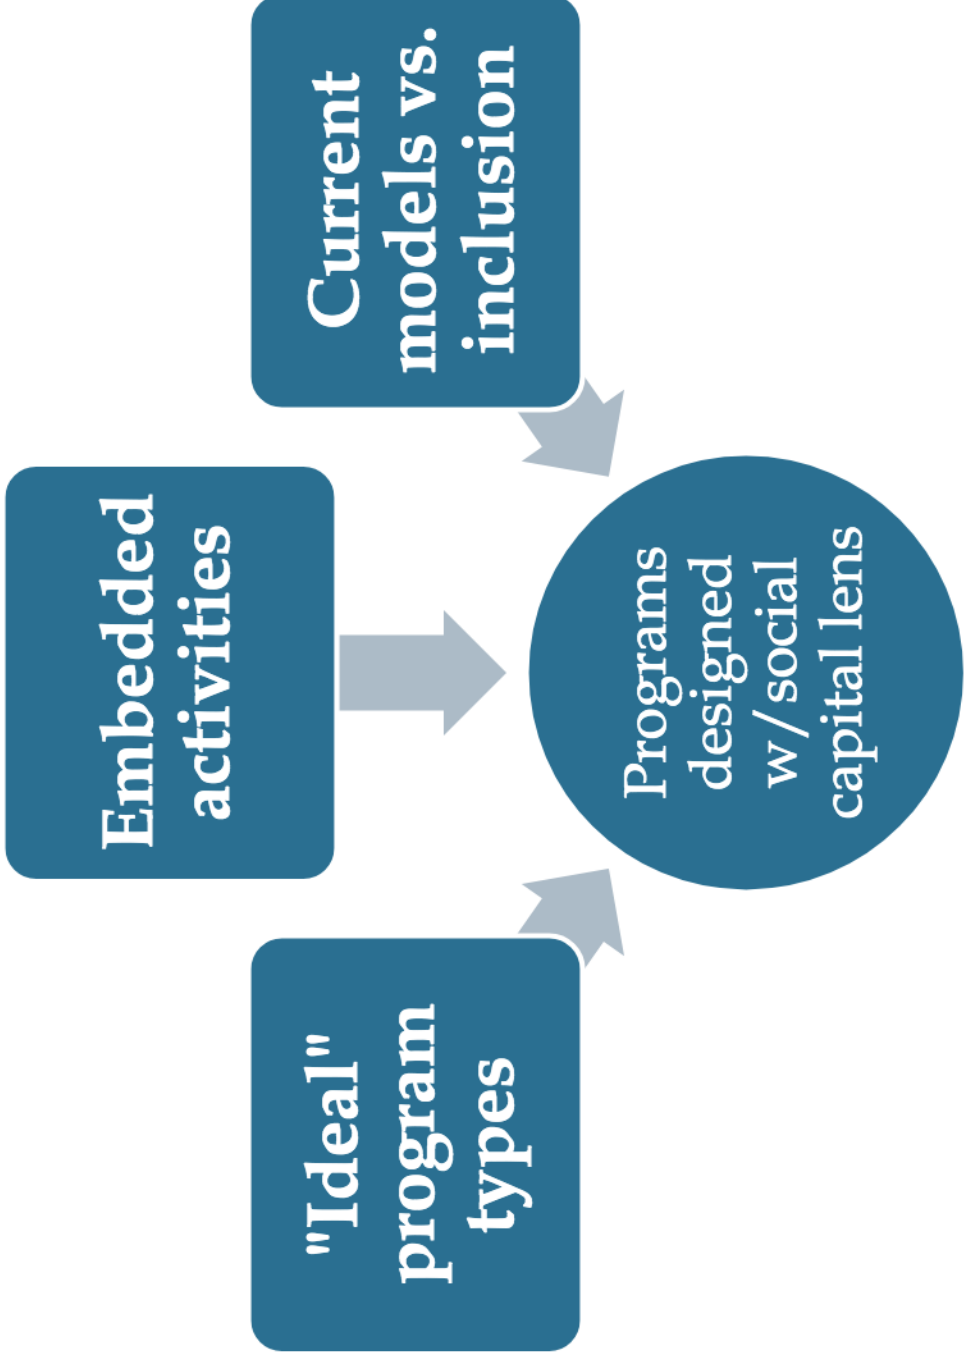 "Ideal"
program
types
Embedded
activities
Current
models vs.
inclusion
Programs
designed
w/social
capital lens